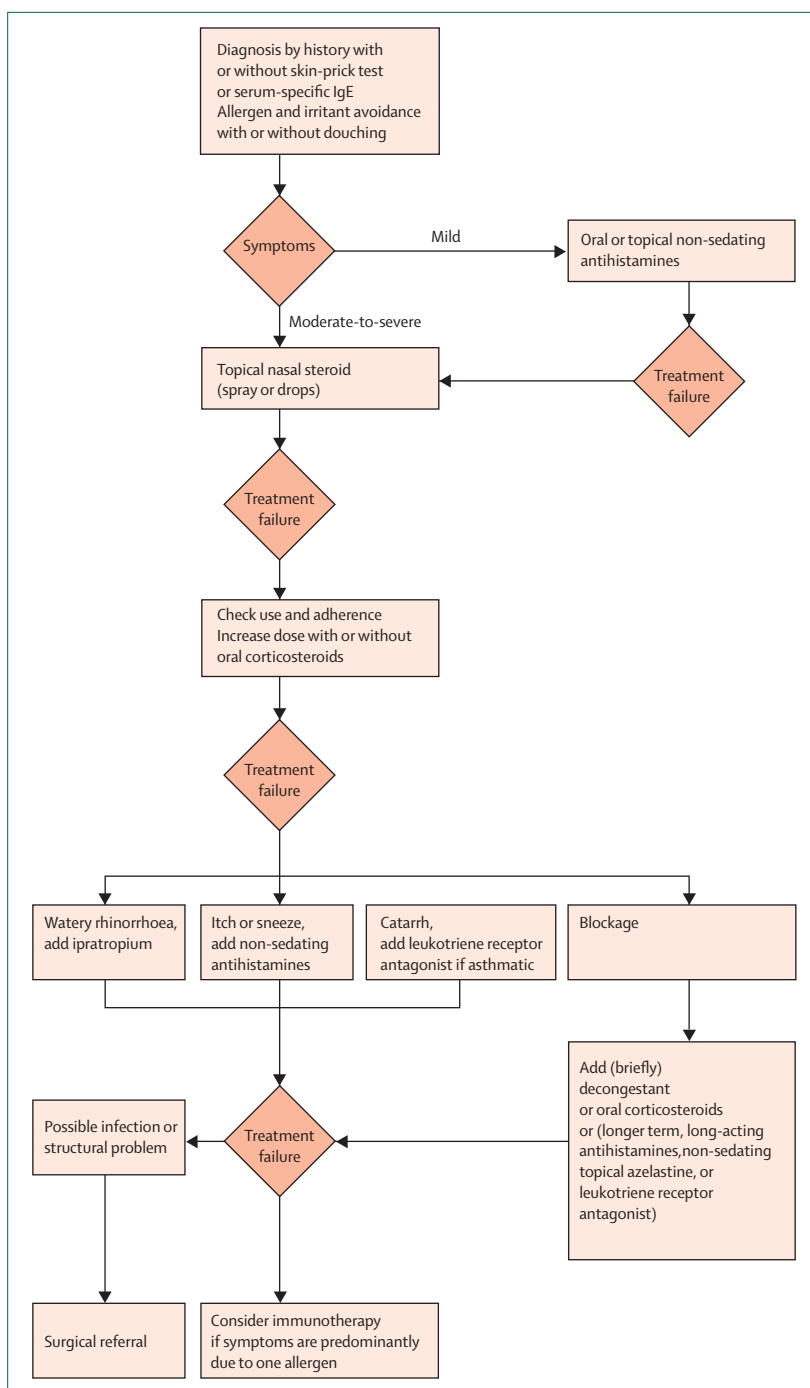 Diagnosis by history with
or without skin-prick test
or serum-specific IgE
Allergen and irritant avoidance
with or without douching
Symptoms
Mild
Oral or topical non-sedating
antihistamines
Moderate-to-severe
Topical nasal steroid
(spray or drops)
Treatment
failure
Treatment
failure
Check use and adherence
Increase dose with or without
oral corticosteroids
Treatment
failure
Watery rhinorrhoea,
add ipratropium
Itch or sneeze,
add non-sedating
antihistamines
Catarrh,
add leukotriene receptor
antagonist if asthmatic
Blockage
Add (briefly)
decongestant
or oral corticosteroids
or (longer term, long-acting
antihistamines,non-sedating
topical azelastine, or
leukotriene receptor
antagonist)
Possible infection or
structural problem
Treatment
failure
Surgical referral
Consider immunotherapy
if symptoms are predominantly
due to one allergen